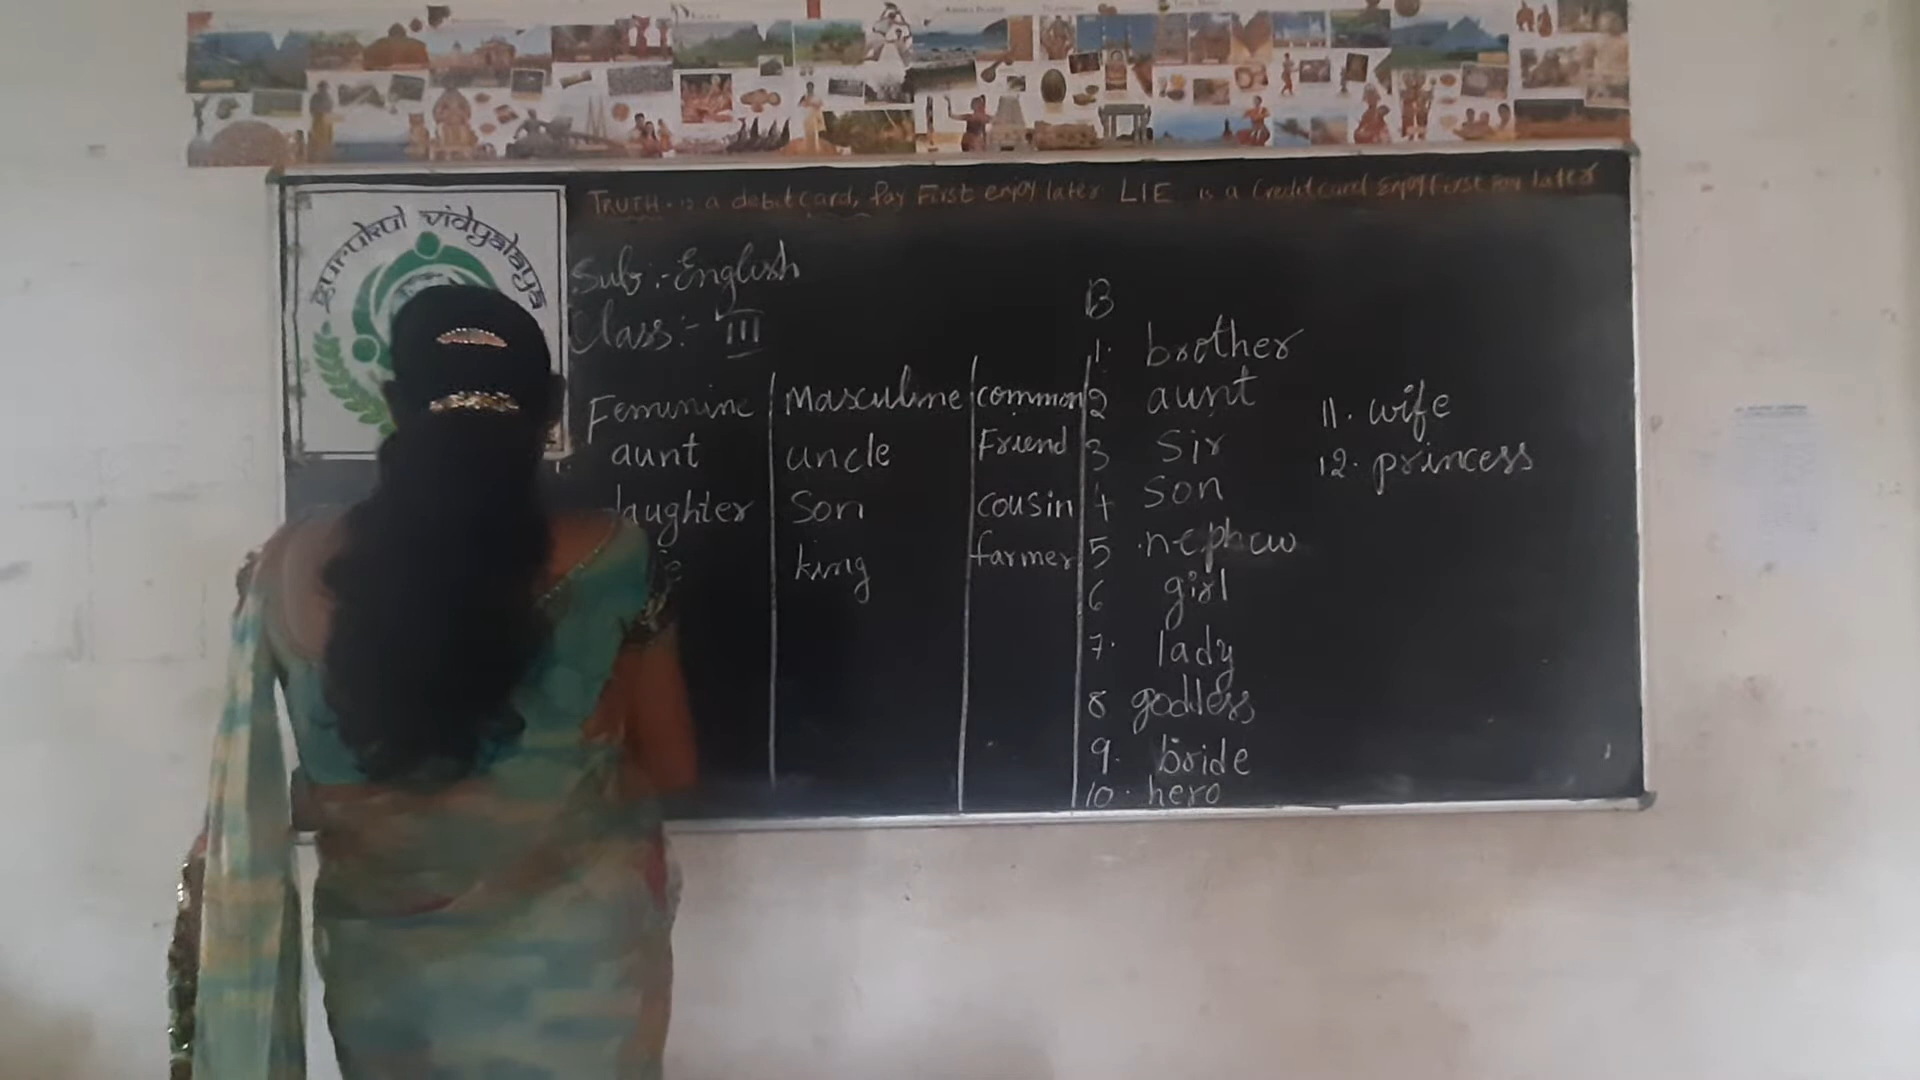 gurukul vidyalaya
TRUTH is a debit card, Pay First enjoy later LIE is a Credit card Enjoy First Pay later
Sub:- English
Class:- III
Feminine Masculine common
aunt uncle Friend
daughter Son cousin
king farmer
B
1. brother
2 aunt
3 Sir
4 Son
5 nephew
6 girl
7. lady
8 goddess
9. bride
10. hero
11. wife
12. princess